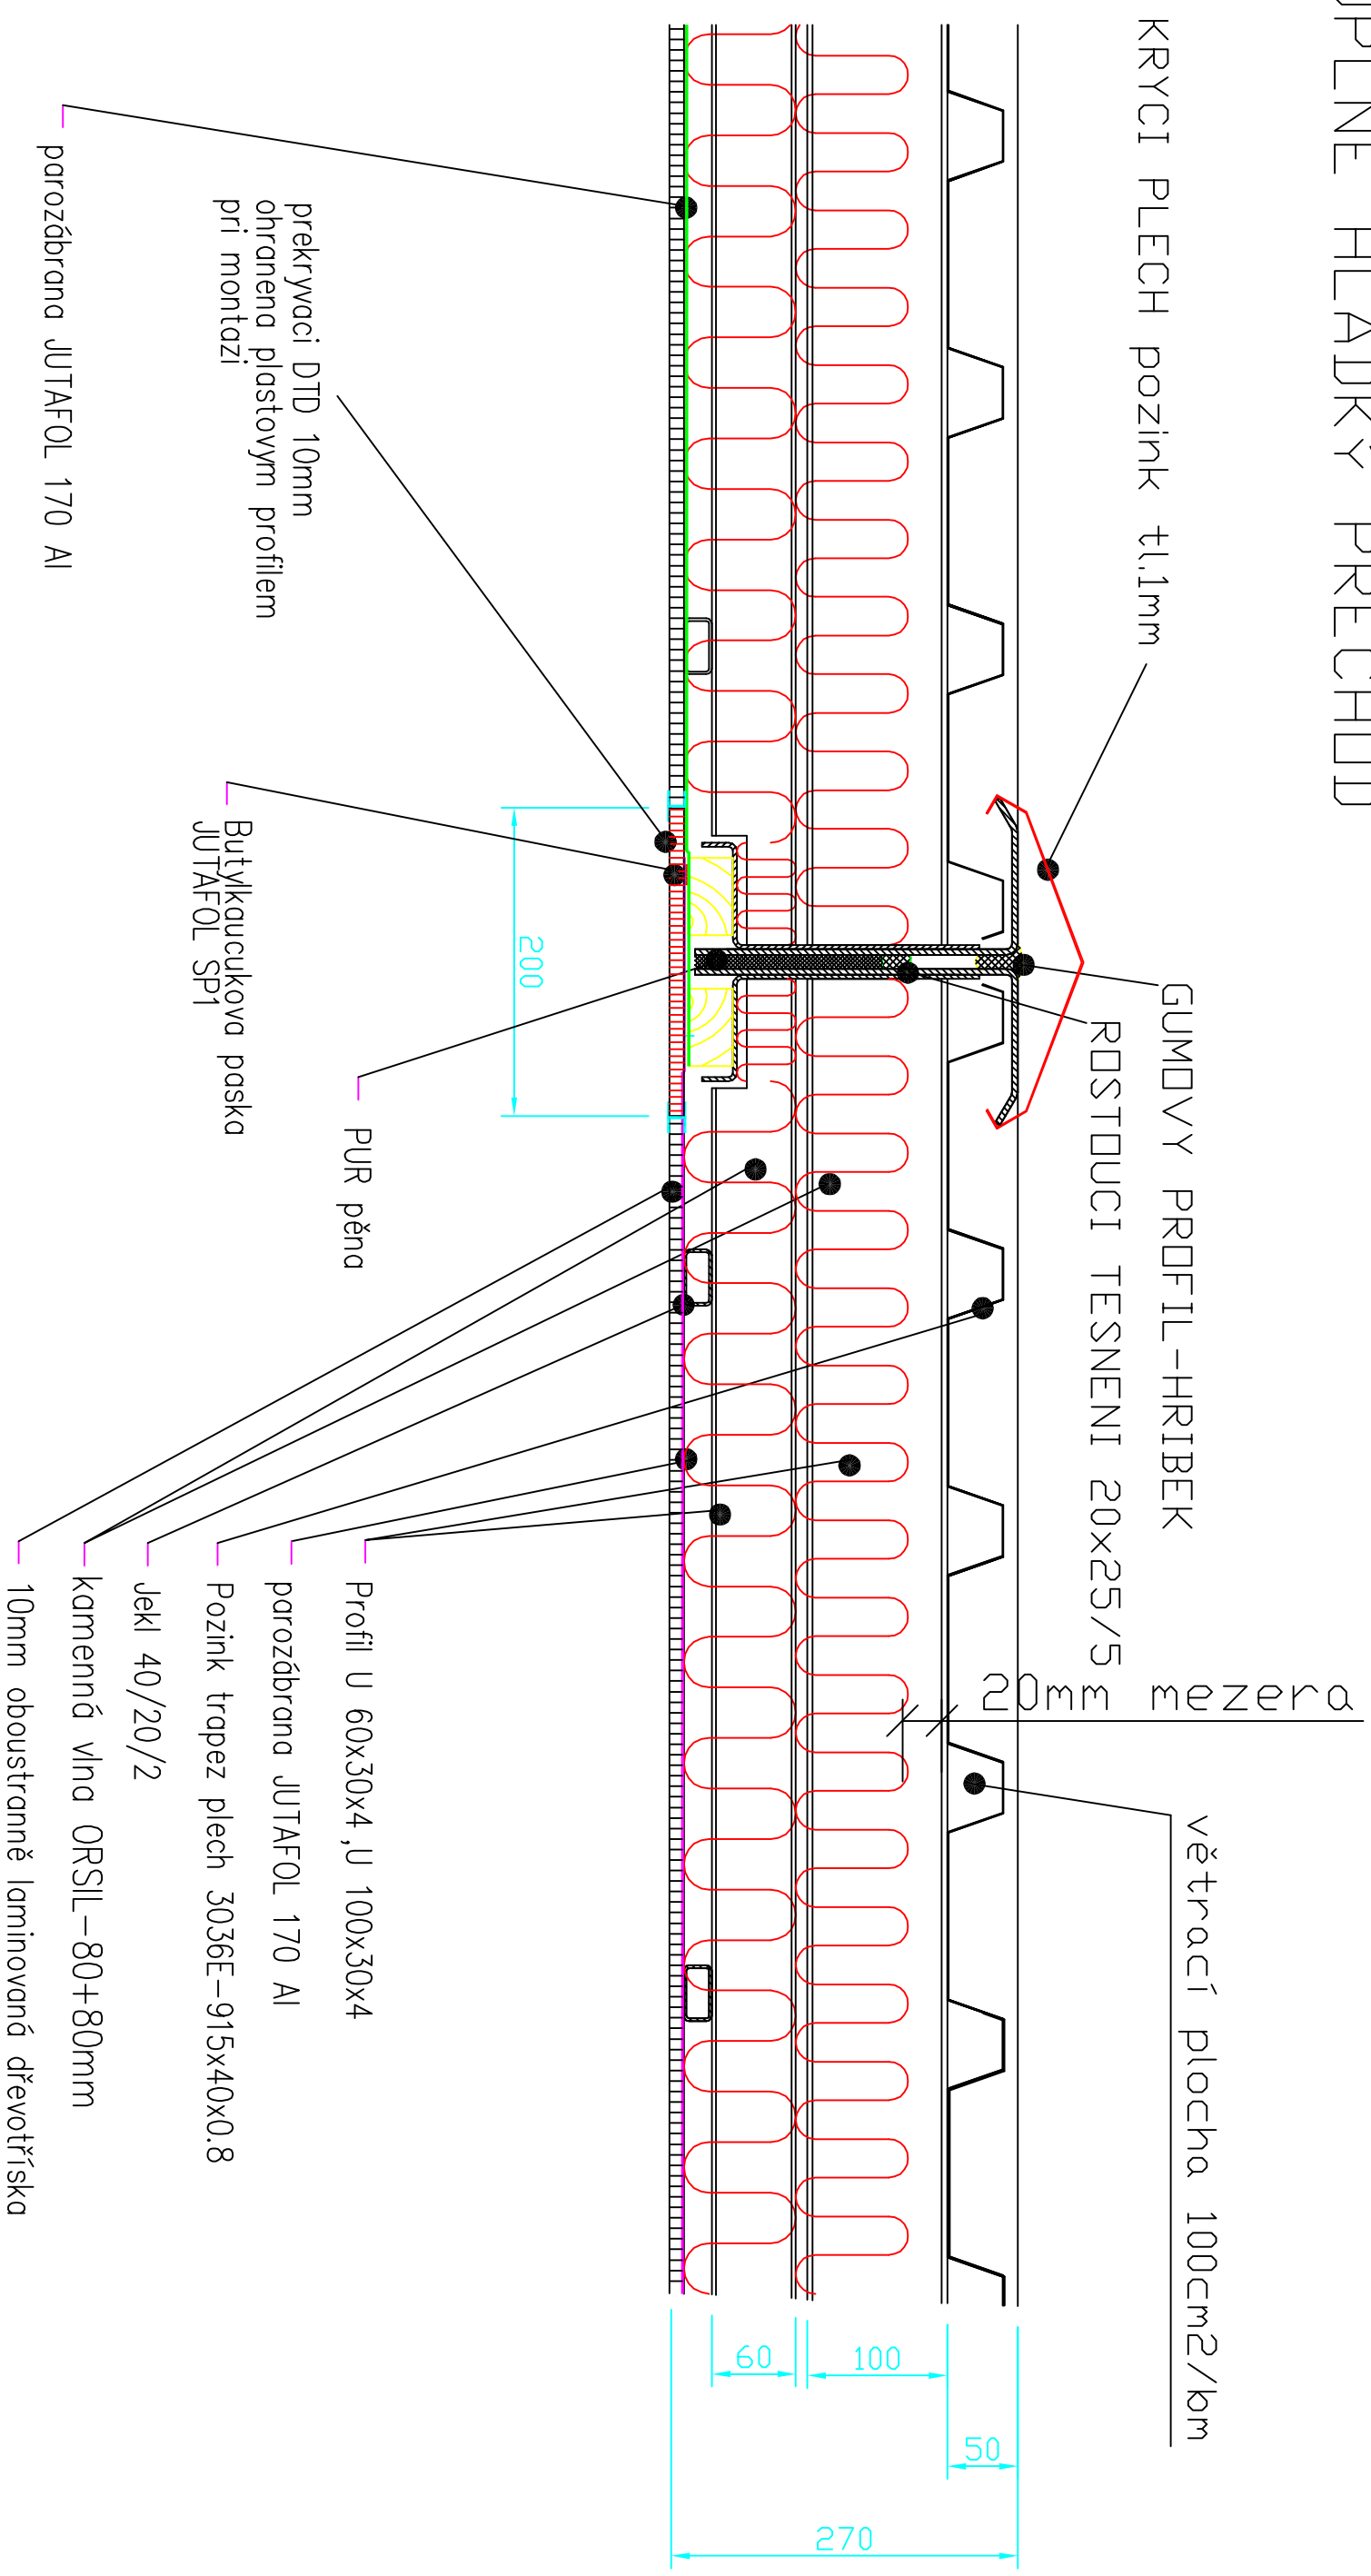 KRYCI PLECH pozink tl.1mm
GUMOVY PROFIL-HRIBEK
ROSTOUCI TESNENI 20x25/5
20mm mezera
větrací plocha 100cm2/bm
prekryvaci DTD 10mm
ohranena plastovym profilem
pri montazi
parozábrana JUTAFOL 170 Al
Butylkaucukova paska
JUTAFOL SP1
PUR pěna
Profil U 60x30x4 ,U 100x30x4
parozábrana JUTAFOL 170 Al
Pozink trapez plech 3036E-915x40x0.8
Jekl 40/20/2
kamenná vlna ORSIL-80+80mm
10mm oboustranně laminovaná dřevotříska
200
60
100
50
270